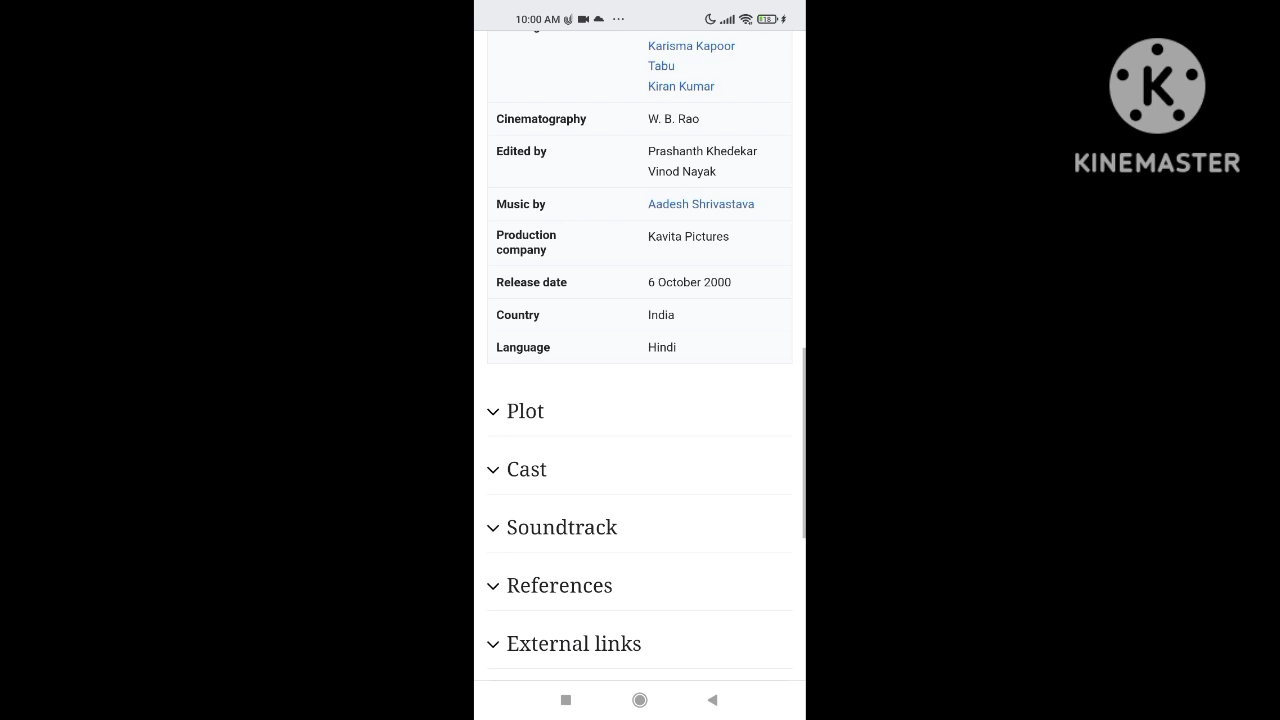 10:00 AM
18
Karisma Kapoor
Tabu
Kiran Kumar
Cinematography W. B. Rao
Edited by Prashanth Khedekar
Vinod Nayak
Music by Aadesh Shrivastava
Production
company Kavita Pictures
Release date 6 October 2000
Country India
Language Hindi
Plot
Cast
Soundtrack
References
External links
K
KINEMASTER